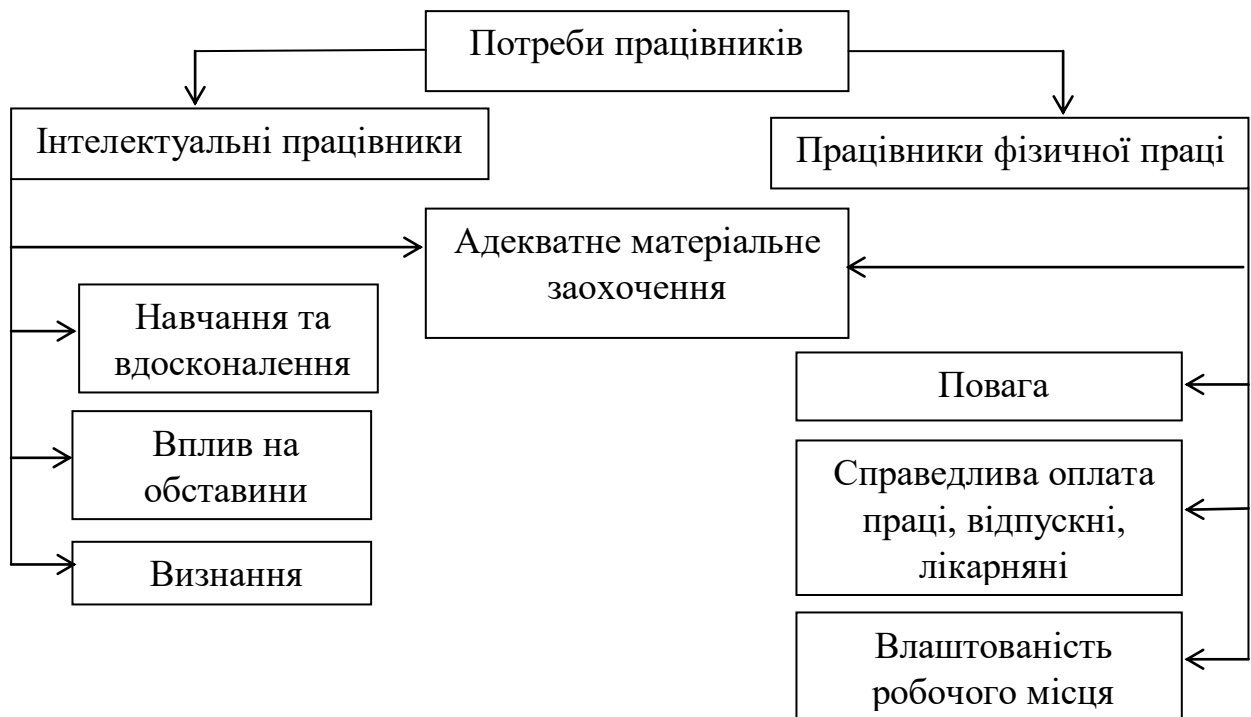 Потреби працівників
Інтелектуальні працівники
Працівники фізичної праці
Адекватне матеріальне
заохочення
Навчання та
вдосконалення
Вплив на
обставини
Визнання
Повага
Справедлива оплата
праці, відпускні,
лікарняні
Влаштованість
робочого місця